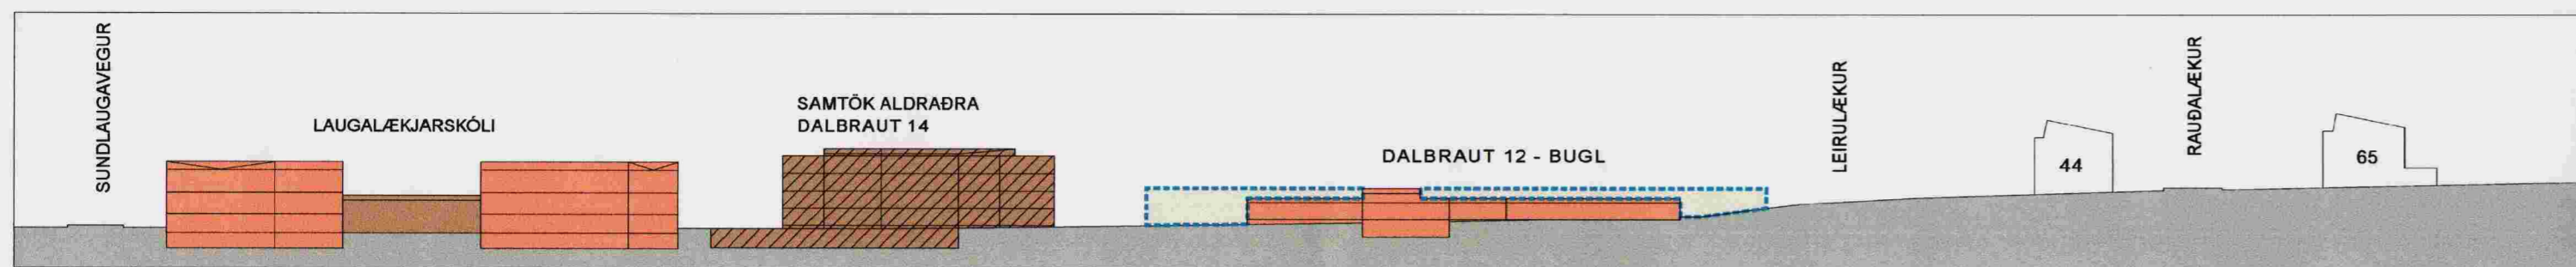 SUNDLAUGAVEGUR
LAUGALÆKJARSKÓLI
SAMTÖK ALDRAÐRA
DALBRAUT 14
DALBRAUT 12 - BUGL
LEIRULÆKUR
44
RAUÐALÆKUR
65